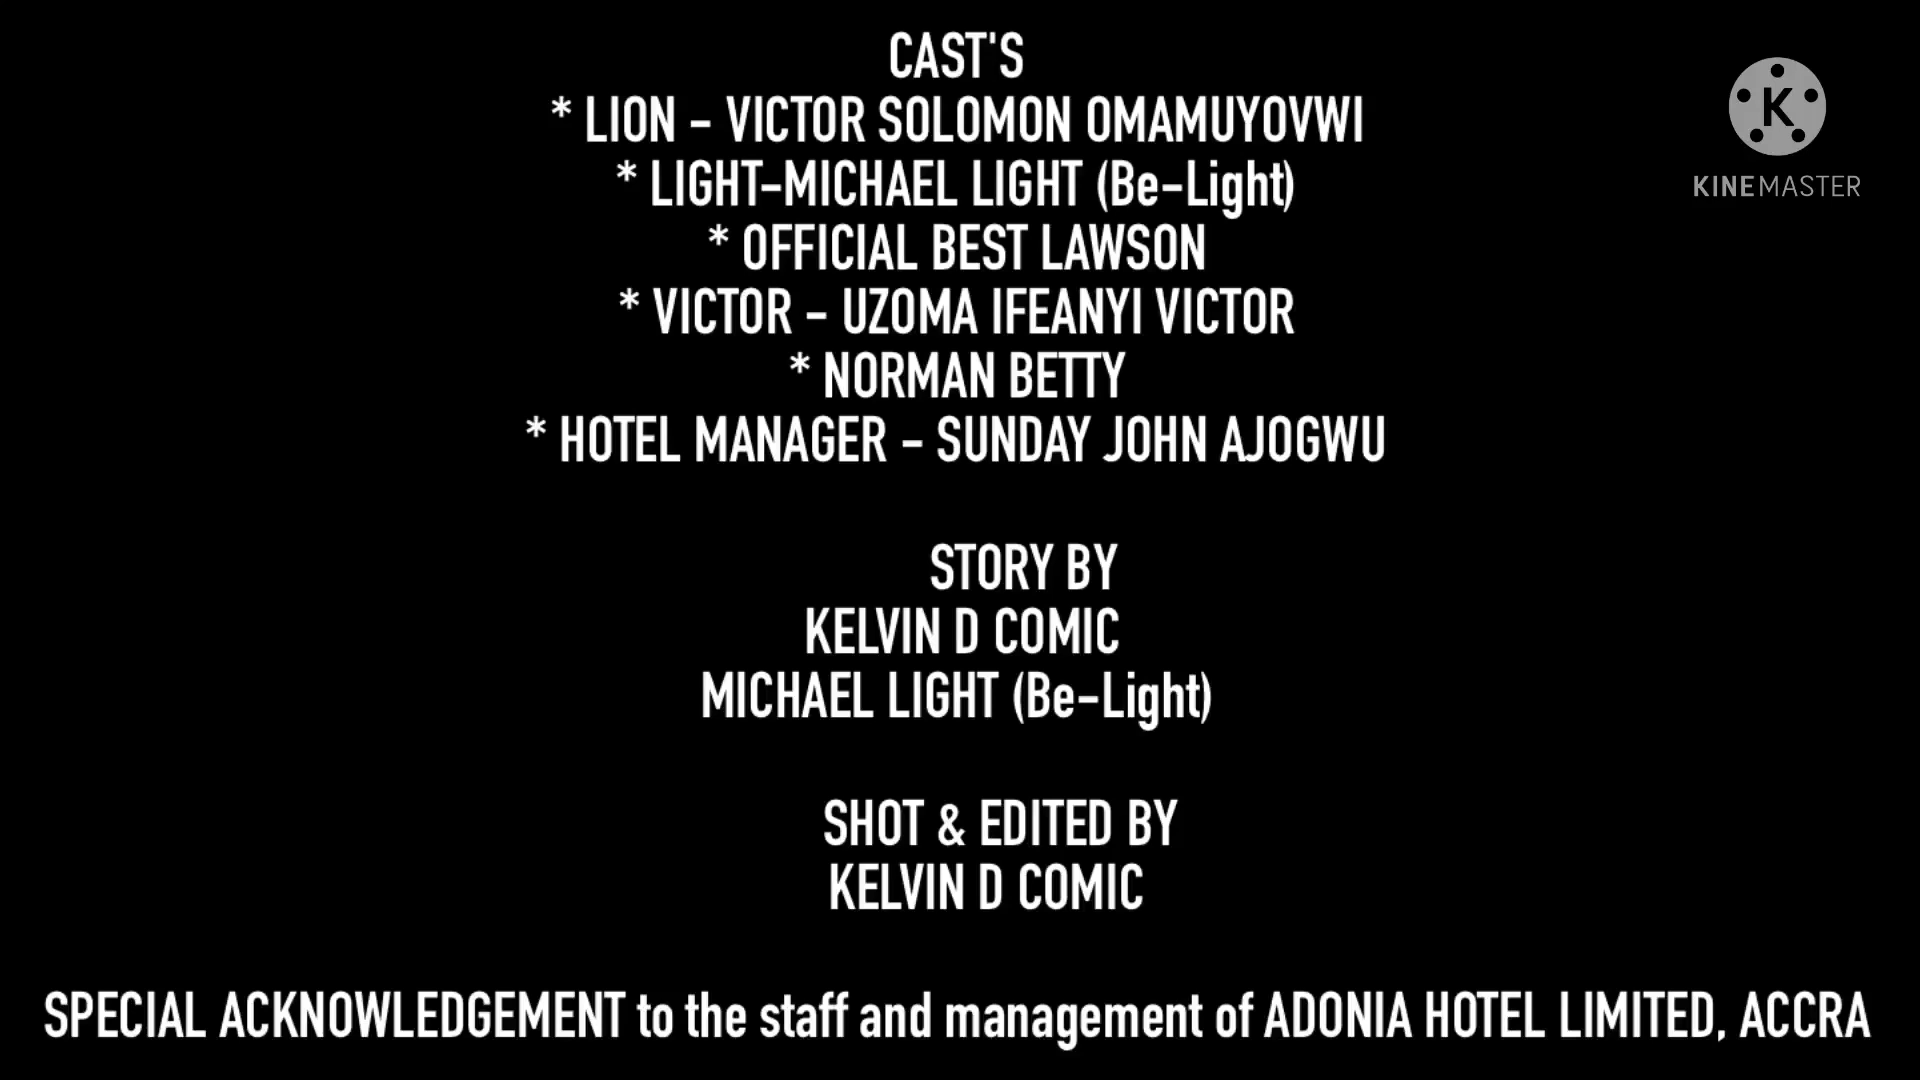 CAST'S
* LION - VICTOR SOLOMON OMAMUYOVWI
* LIGHT-MICHAEL LIGHT (Be-Light)
* OFFICIAL BEST LAWSON
* VICTOR - UZOMA IFEANYI VICTOR
* NORMAN BETTY
* HOTEL MANAGER - SUNDAY JOHN AJOGWU
STORY BY
KELVIN D COMIC
MICHAEL LIGHT (Be-Light)
SHOT & EDITED BY
KELVIN D COMIC
SPECIAL ACKNOWLEDGEMENT to the staff and management of ADONIA HOTEL LIMITED, ACCRA
K
KINEMASTER